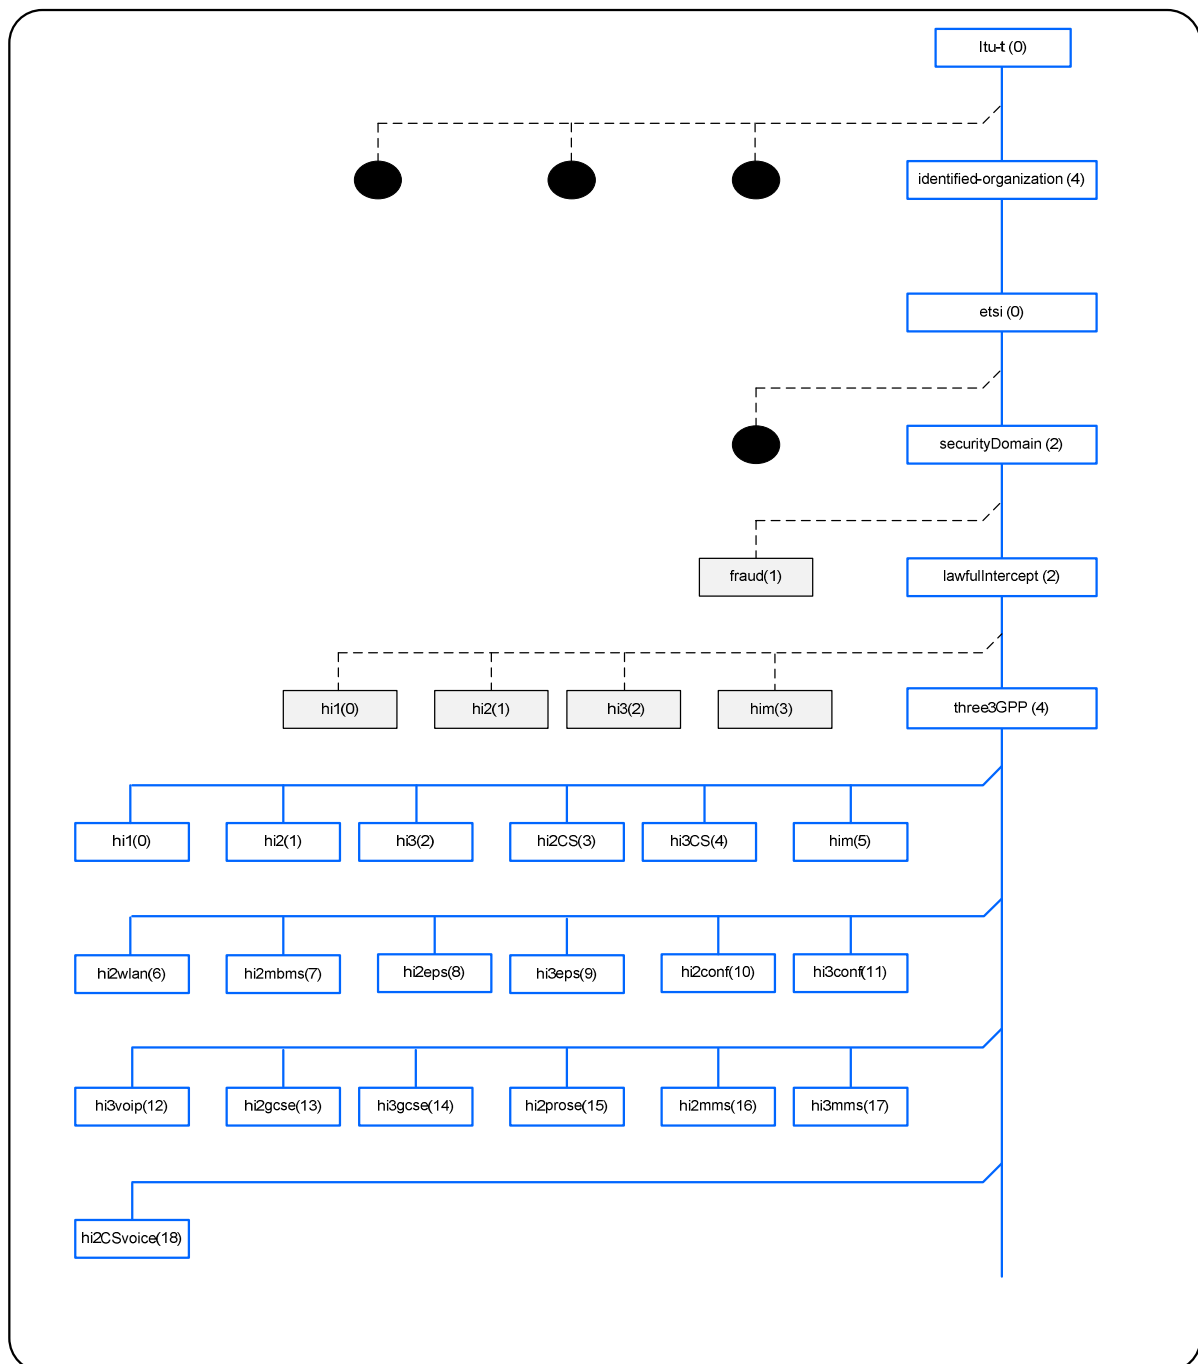 Itu-t (0)
identified-organization (4)
etsi (0)
securityDomain (2)
fraud(1)
lawfulIntercept (2)
hi1(0)
hi2(1)
hi3(2)
him(3)
three3GPP (4)
hi1(0)
hi2(1)
hi3(2)
hi2CS(3)
hi3CS(4)
him(5)
hi2wlan(6)
hi2mbms(7)
hi2eps(8)
hi3eps(9)
hi2conf(10)
hi3conf(11)
hi3voip(12)
hi2gcse(13)
hi3gcse(14)
hi2prose(15)
hi2mms(16)
hi3mms(17)
hi2CSvoice(18)